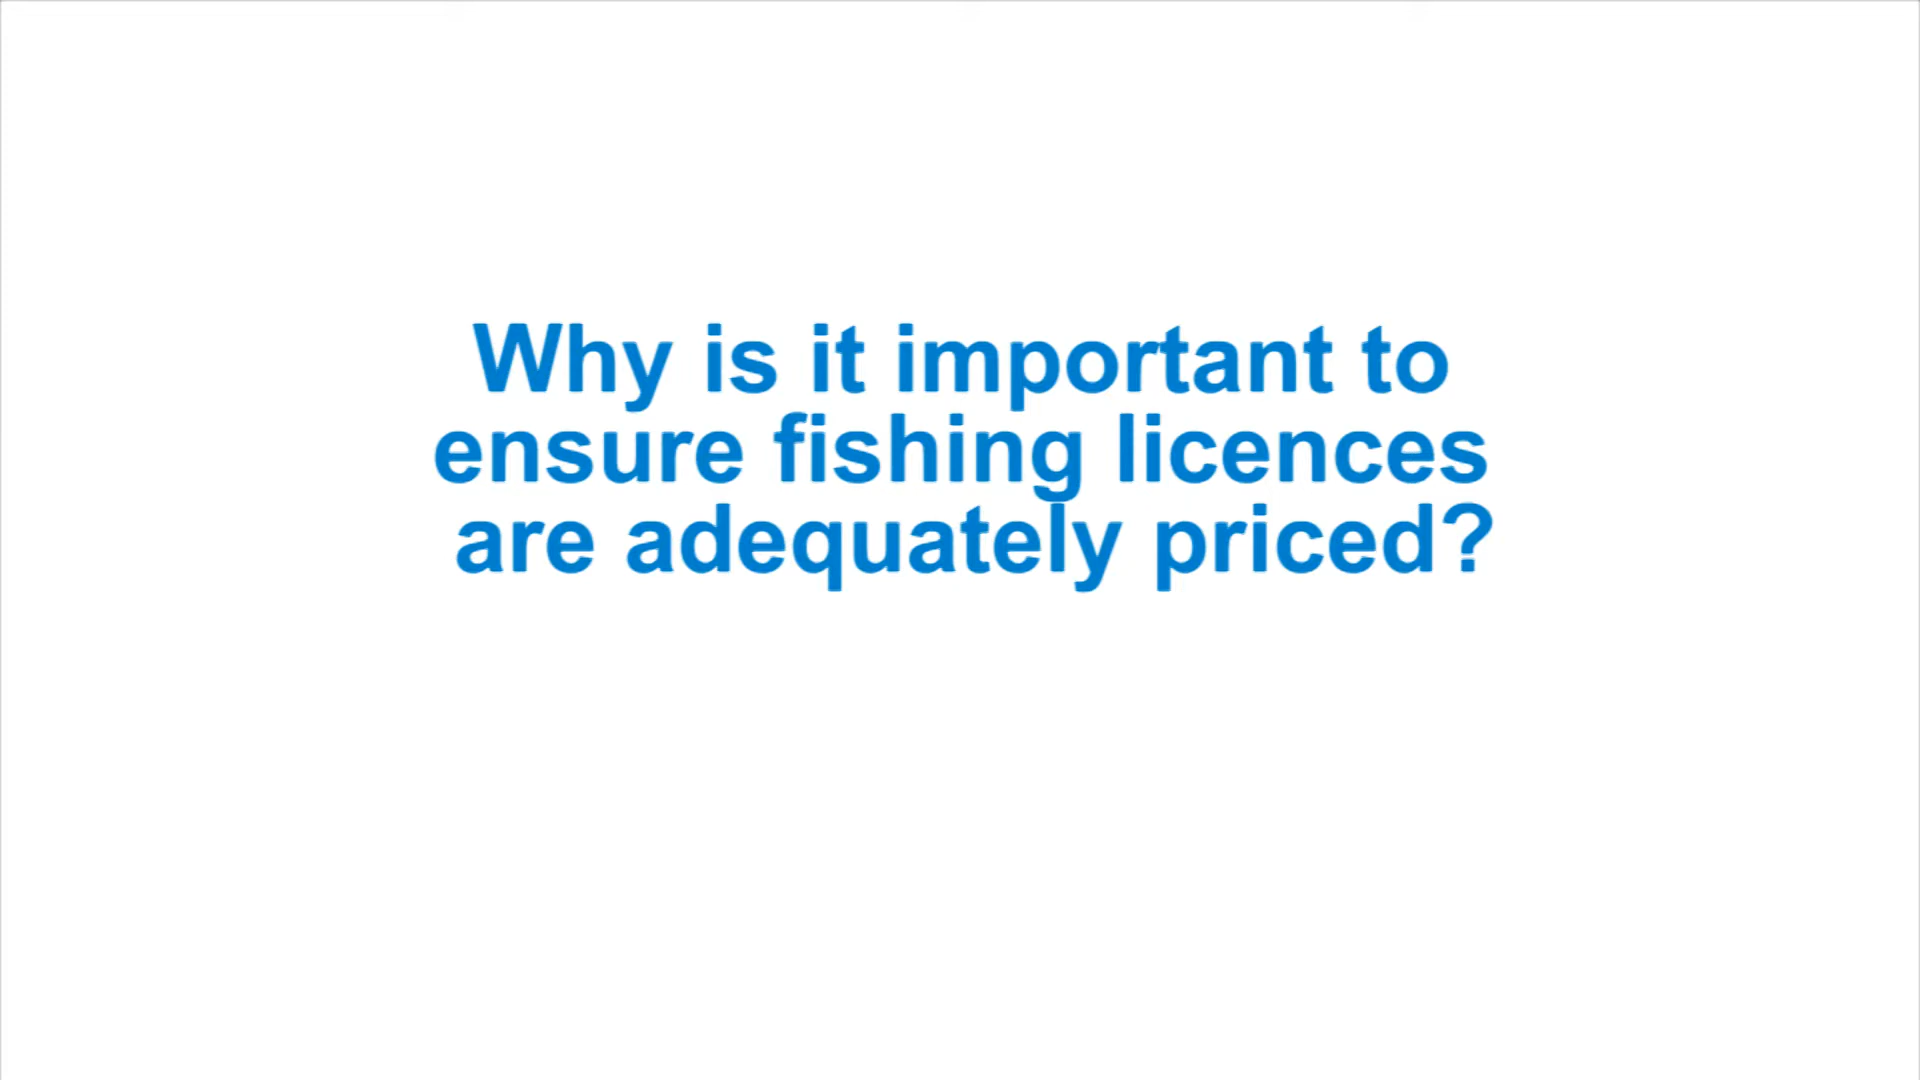 Why is it important to
ensure fishing licences
are adequately priced?